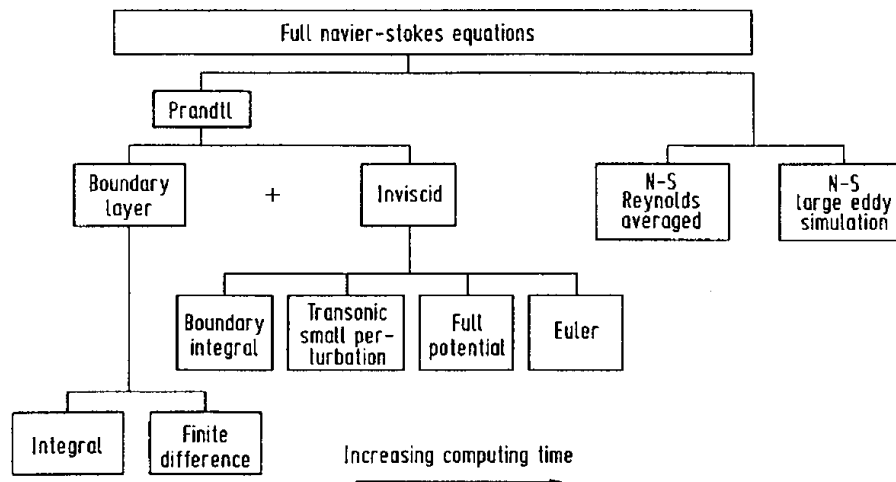 Full navier-stokes equations
Prandtl
Boundary
layer
+
Inviscid
N-S
Reynolds
averaged
N-S
large eddy
simulation
Boundary
integral
Transonic
small per-
turbation
Full
potential
Euler
Integral
Finite
difference
Increasing computing time